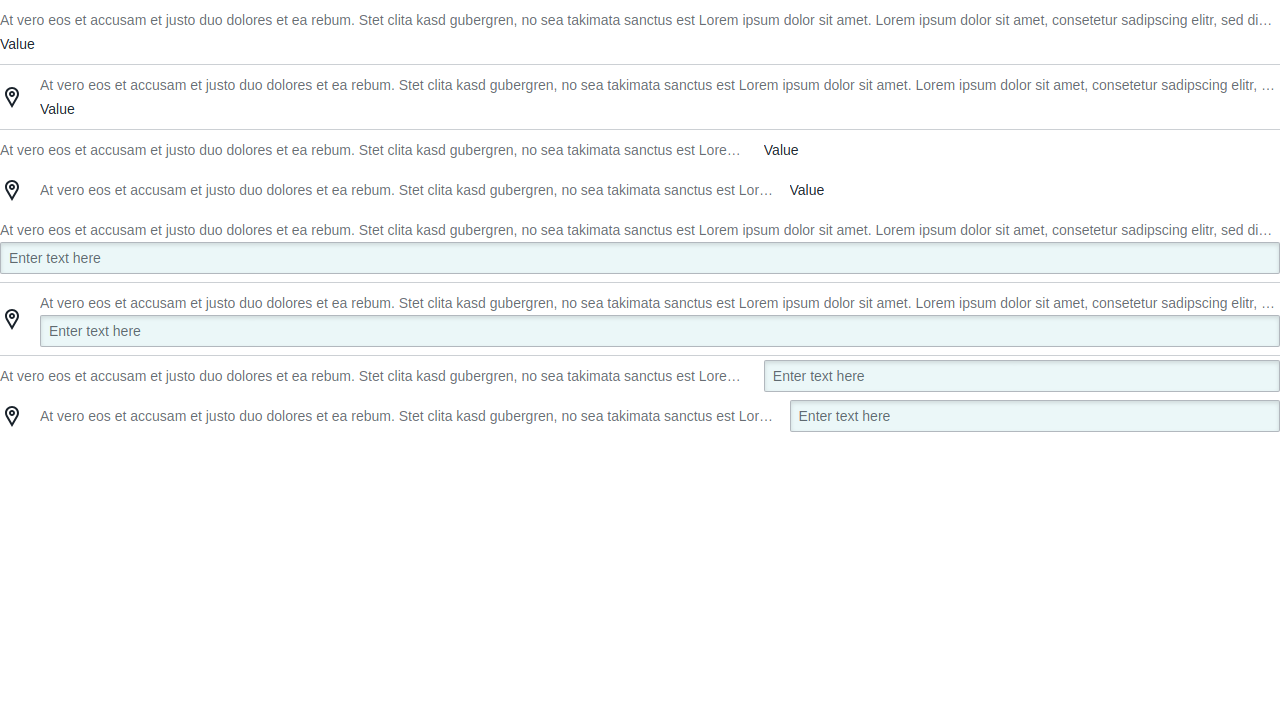 At vero eos et accusam et justo duo dolores et ea rebum. Stet clita kasd gubergren, no sea takimata sanctus est Lorem ipsum dolor sit amet. Lorem ipsum dolor sit amet, consetetur sadipscing elitr, sed di…
Value
At vero eos et accusam et justo duo dolores et ea rebum. Stet clita kasd gubergren, no sea takimata sanctus est Lorem ipsum dolor sit amet. Lorem ipsum dolor sit amet, consetetur sadipscing elitr, …
Value
At vero eos et accusam et justo duo dolores et ea rebum. Stet clita kasd gubergren, no sea takimata sanctus est Lore… Value
At vero eos et accusam et justo duo dolores et ea rebum. Stet clita kasd gubergren, no sea takimata sanctus est Lor… Value
At vero eos et accusam et justo duo dolores et ea rebum. Stet clita kasd gubergren, no sea takimata sanctus est Lorem ipsum dolor sit amet. Lorem ipsum dolor sit amet, consetetur sadipscing elitr, sed di…
Enter text here
At vero eos et accusam et justo duo dolores et ea rebum. Stet clita kasd gubergren, no sea takimata sanctus est Lorem ipsum dolor sit amet. Lorem ipsum dolor sit amet, consetetur sadipscing elitr, …
Enter text here
At vero eos et accusam et justo duo dolores et ea rebum. Stet clita kasd gubergren, no sea takimata sanctus est Lore… Enter text here
At vero eos et accusam et justo duo dolores et ea rebum. Stet clita kasd gubergren, no sea takimata sanctus est Lor… Enter text here